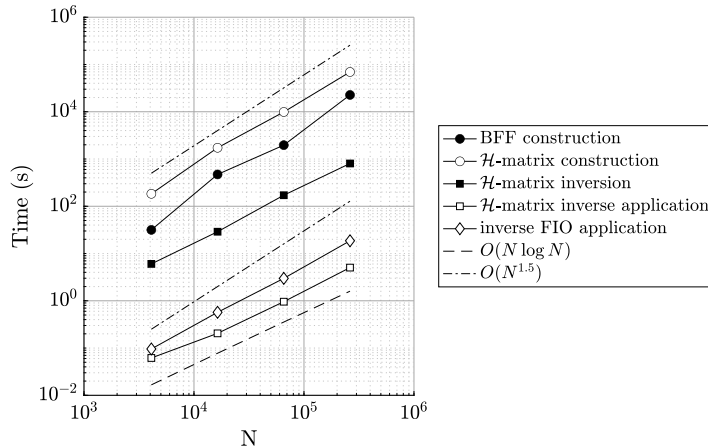 10^6
10^4
10^2
10^0
10^{-2}
Time (s)
10^3
10^4
10^5
10^6
N
BFF construction
ℋ-matrix construction
ℋ-matrix inversion
ℋ-matrix inverse application
inverse FIO application
O(N log N)
O(N^{1.5})